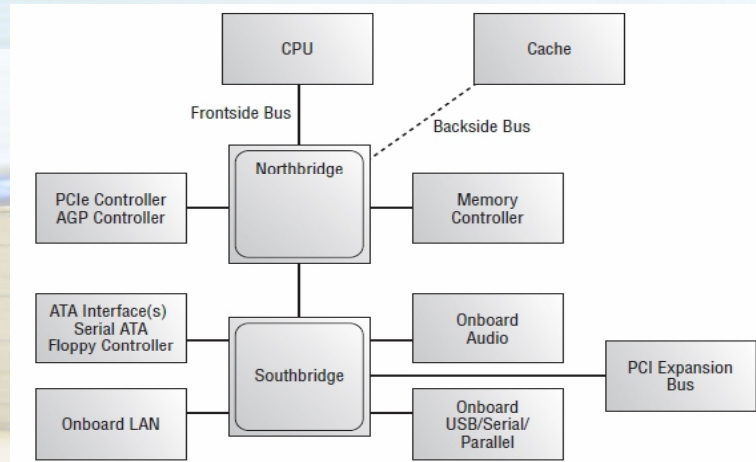 CPU
Cache
Frontside Bus
Backside Bus
Northbridge
PCIe Controller
AGP Controller
Memory
Controller
ATA Interface(s)
Serial ATA
Floppy Controller
Onboard
Audio
Southbridge
PCI Expansion
Bus
Onboard LAN
Onboard
USB/Serial/
Parallel